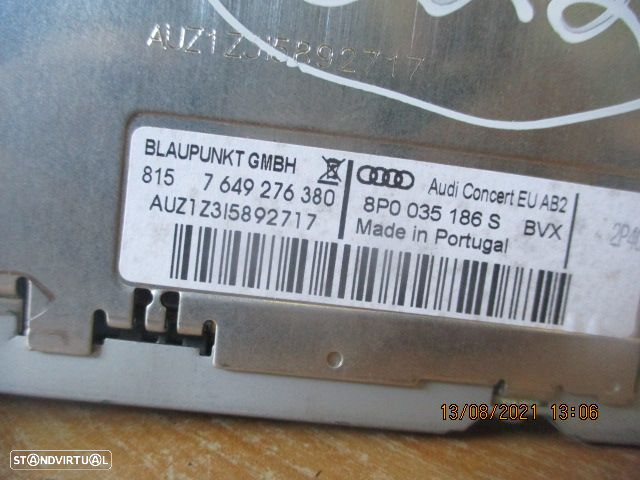 AUZ1Z3I5892717
BLAUPUNKT GMBH
815 7 649 276 380
AUZ1Z3I5892717
Audi Concert EU AB2
8P0 035 186 S BVX
Made in Portugal
13/08/2021 13:06
STANDVIRTUAL